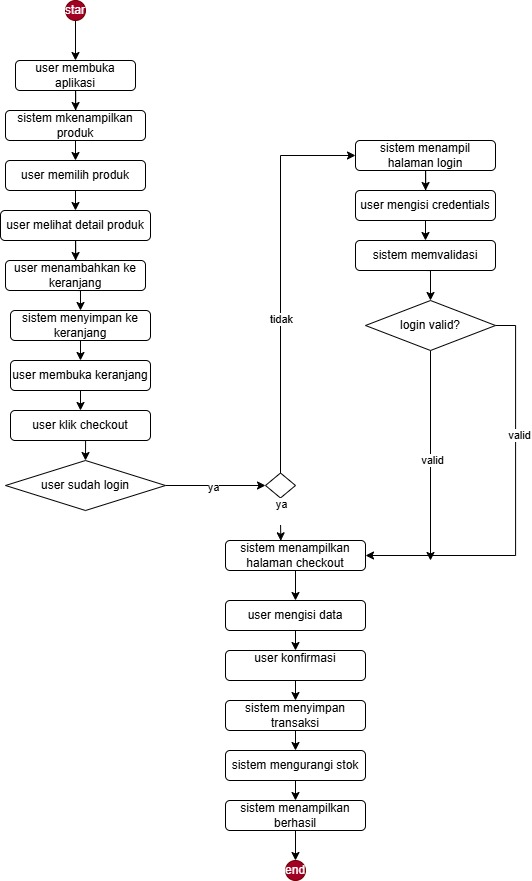 star
user membuka
aplikasi
sistem mkenampilkan
produk
user memilih produk
user melihat detail produk
user menambahkan ke
keranjang
sistem menyimpan ke
keranjang
user membuka keranjang
user klik checkout
user sudah login
ya
ya
tidak
sistem menampil
halaman login
user mengisi credentials
sistem memvalidasi
login valid?
valid
valid
sistem menampilkan
halaman checkout
user mengisi data
user konfirmasi
sistem menyimpan
transaksi
sistem mengurangi stok
sistem menampilkan
berhasil
end